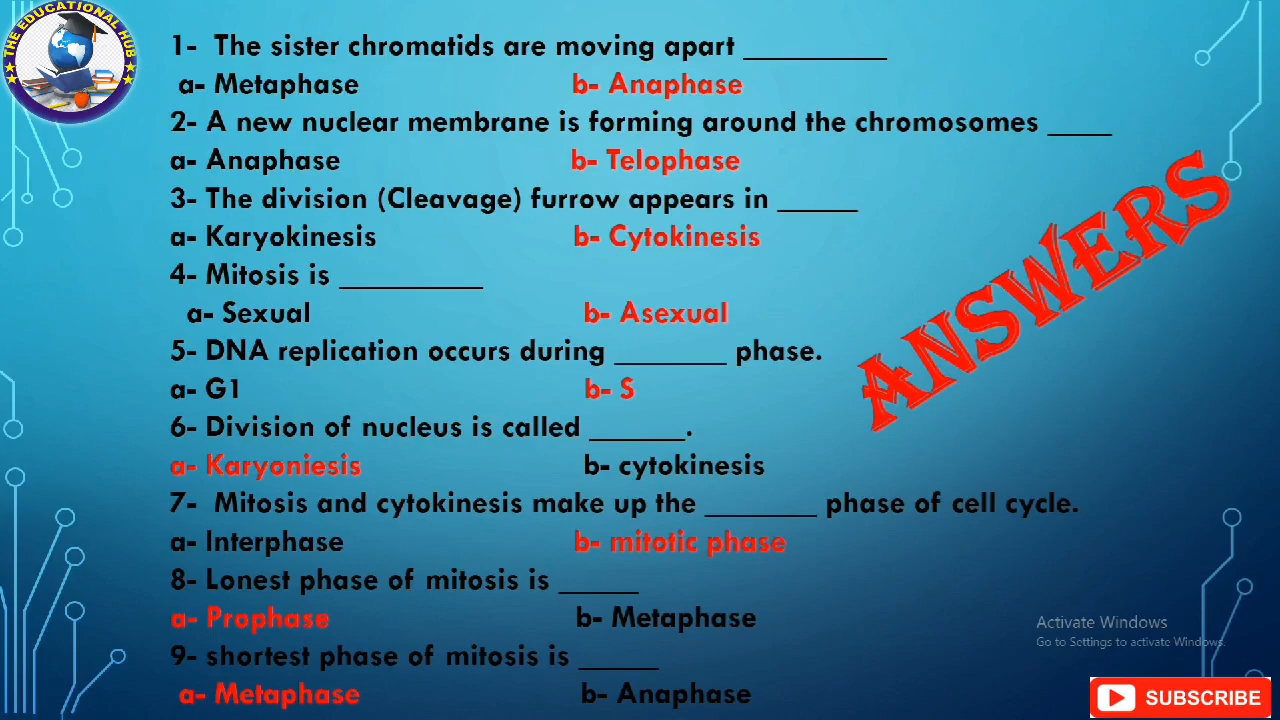 THE EDUCATIONAL HUB
1- The sister chromatids are moving apart _________
a- Metaphase b- Anaphase
2- A new nuclear membrane is forming around the chromosomes ____
a- Anaphase b- Telophase
3- The division (Cleavage) furrow appears in _____
a- Karyokinesis b- Cytokinesis
4- Mitosis is _________
a- Sexual b- Asexual
5- DNA replication occurs during _______ phase.
a- G1 b- S
6- Division of nucleus is called ______.
a- Karyoniesis b- cytokinesis
7- Mitosis and cytokinesis make up the _______ phase of cell cycle.
a- Interphase b- mitotic phase
8- Lonest phase of mitosis is _____
a- Prophase b- Metaphase
9- shortest phase of mitosis is _____
a- Metaphase b- Anaphase
ANSWERS
Activate Windows
Go to Settings to activate Windows.
SUBSCRIBE